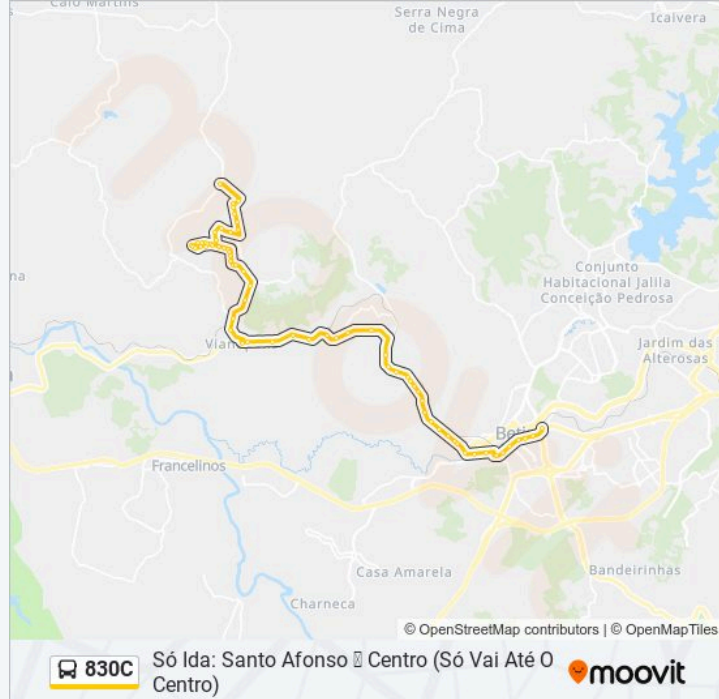 Serra Negra
de Cima
Icaivera
Conjunto
Habitacional Jalila
Conceição Pedrosa
Jardim das
Alterosas
Francelinos
Casa Amarela
Bandeirinhas
Charneca
© OpenStreetMap contributors | © OpenMapTiles
830C
Só Ida: Santo Afonso 〿 Centro (Só Vai Até O
Centro)
moovit